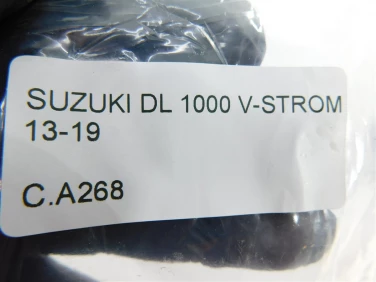 SUZUKI DL 1000 V-STROM
13-19
C.A268